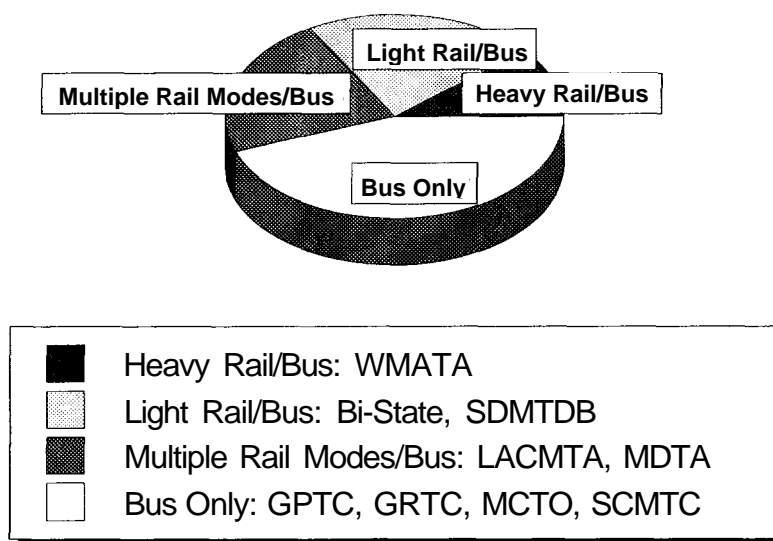 Light Rail/Bus
Multiple Rail Modes/Bus
Heavy Rail/Bus
Bus Only
Heavy Rail/Bus: WMATA
Light Rail/Bus: Bi-State, SDMTDB
Multiple Rail Modes/Bus: LACMTA, MDTA
Bus Only: GPTC, GRTC, MCTO, SCMTC